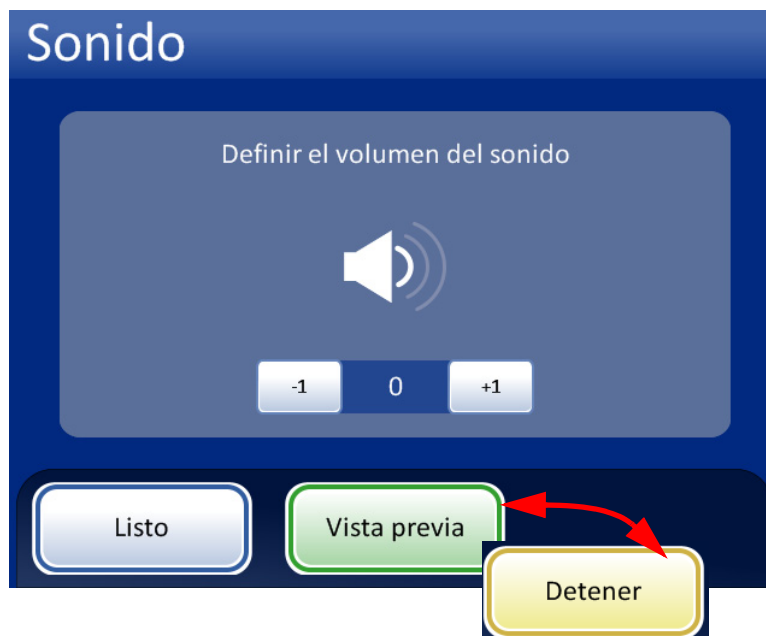 Sonido
Definir el volumen del sonido
-1 0 +1
Listo Vista previa
Detener